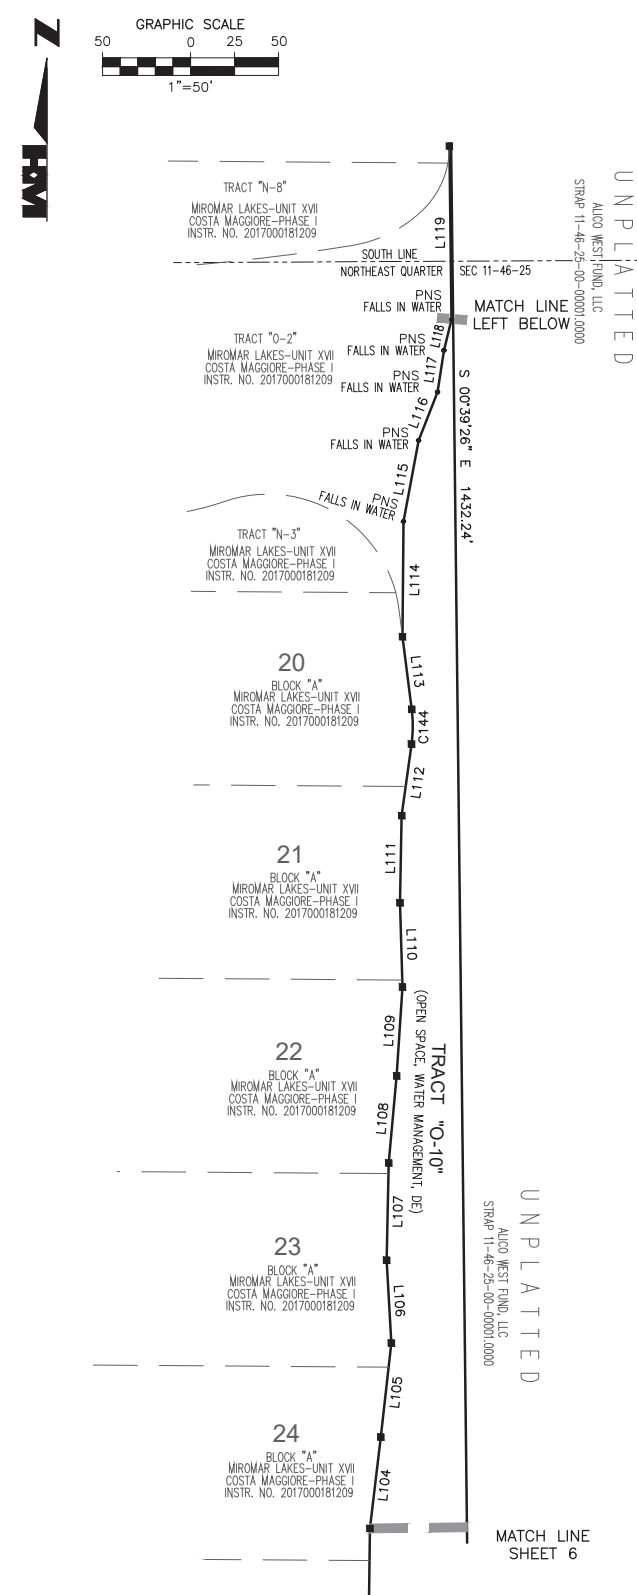 GRAPHIC SCALE
50 0 25 50
1"=50'
N
HM
TRACT "N-8"
MIROMAR LAKES-UNIT XVII
COSTA MAGGIORE-PHASE I
INSTR. NO. 2017000181209
L119
UNPLATTED
ALICO WEST FUND, LLC
STRAP 11-46-25-00-00001.0000
SOUTH LINE
NORTHEAST QUARTER
SEC 11-46-25
PNS
FALLS IN WATER
MATCH LINE
LEFT BELOW
L118
TRACT "O-2"
MIROMAR LAKES-UNIT XVII
COSTA MAGGIORE-PHASE I
INSTR. NO. 2017000181209
PNS
FALLS IN WATER
L117
PNS
FALLS IN WATER
L116
S 00°39'26" E 1432.24'
PNS
FALLS IN WATER
L115
PNS
FALLS IN WATER
TRACT "N-3"
MIROMAR LAKES-UNIT XVII
COSTA MAGGIORE-PHASE I
INSTR. NO. 2017000181209
L114
20
BLOCK "A"
MIROMAR LAKES-UNIT XVII
COSTA MAGGIORE-PHASE I
INSTR. NO. 2017000181209
L113
C144
L112
21
BLOCK "A"
MIROMAR LAKES-UNIT XVII
COSTA MAGGIORE-PHASE I
INSTR. NO. 2017000181209
L111
L110
22
BLOCK "A"
MIROMAR LAKES-UNIT XVII
COSTA MAGGIORE-PHASE I
INSTR. NO. 2017000181209
L109
L108
TRACT "O-10"
(OPEN SPACE, WATER MANAGEMENT, DE)
L107
23
BLOCK "A"
MIROMAR LAKES-UNIT XVII
COSTA MAGGIORE-PHASE I
INSTR. NO. 2017000181209
L106
UNPLATTED
ALICO WEST FUND, LLC
STRAP 11-46-25-00-00001.0000
L105
24
BLOCK "A"
MIROMAR LAKES-UNIT XVII
COSTA MAGGIORE-PHASE I
INSTR. NO. 2017000181209
L104
MATCH LINE
SHEET 6